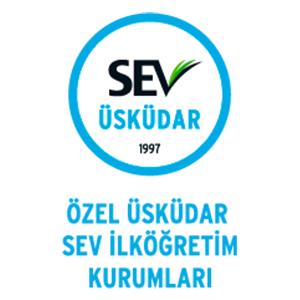 SEV
ÜSKÜDAR
1997
ÖZEL ÜSKÜDAR
SEV İLKÖĞRETİM
KURUMLARI